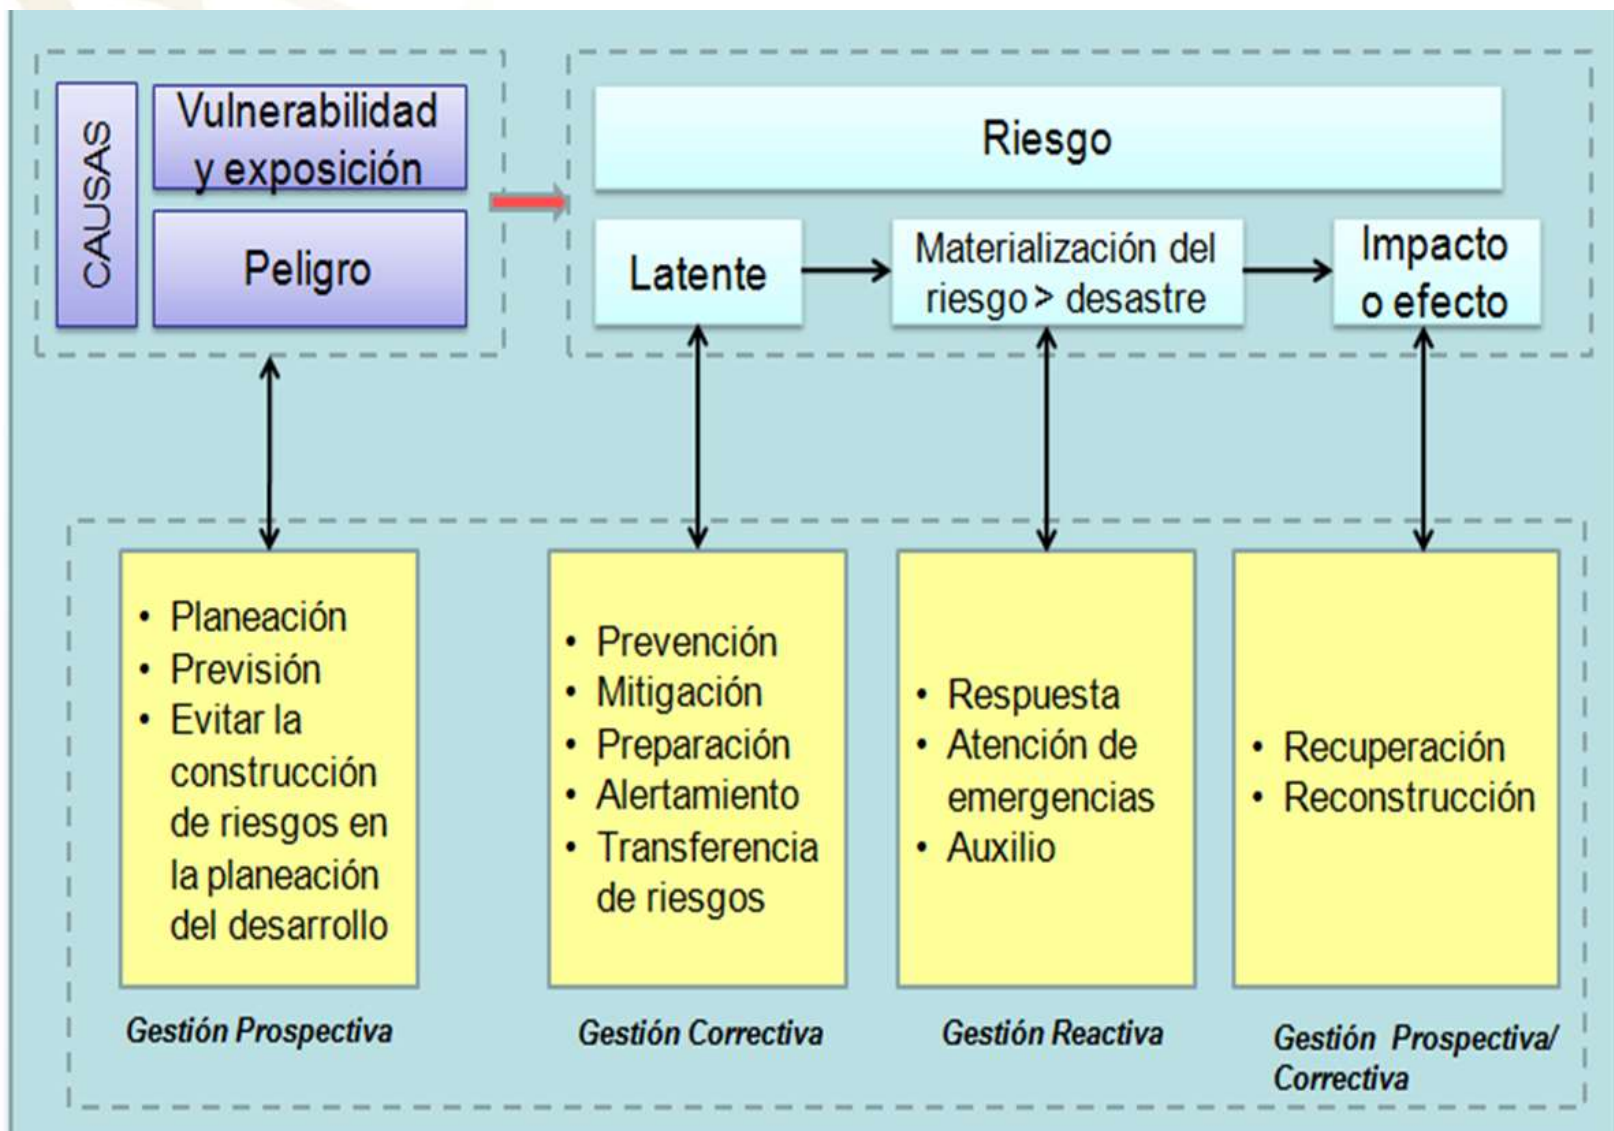 CAUSAS
Vulnerabilidad
y exposición
Peligro
Riesgo
Latente
Materialización del
riesgo > desastre
Impacto
o efecto
• Planeación
• Previsión
• Evitar la
construcción
de riesgos en
la planeación
del desarrollo
Gestión Prospectiva
• Prevención
• Mitigación
• Preparación
• Alertamiento
• Transferencia
de riesgos
Gestión Correctiva
• Respuesta
• Atención de
emergencias
• Auxilio
Gestión Reactiva
• Recuperación
• Reconstrucción
Gestión Prospectiva/
Correctiva